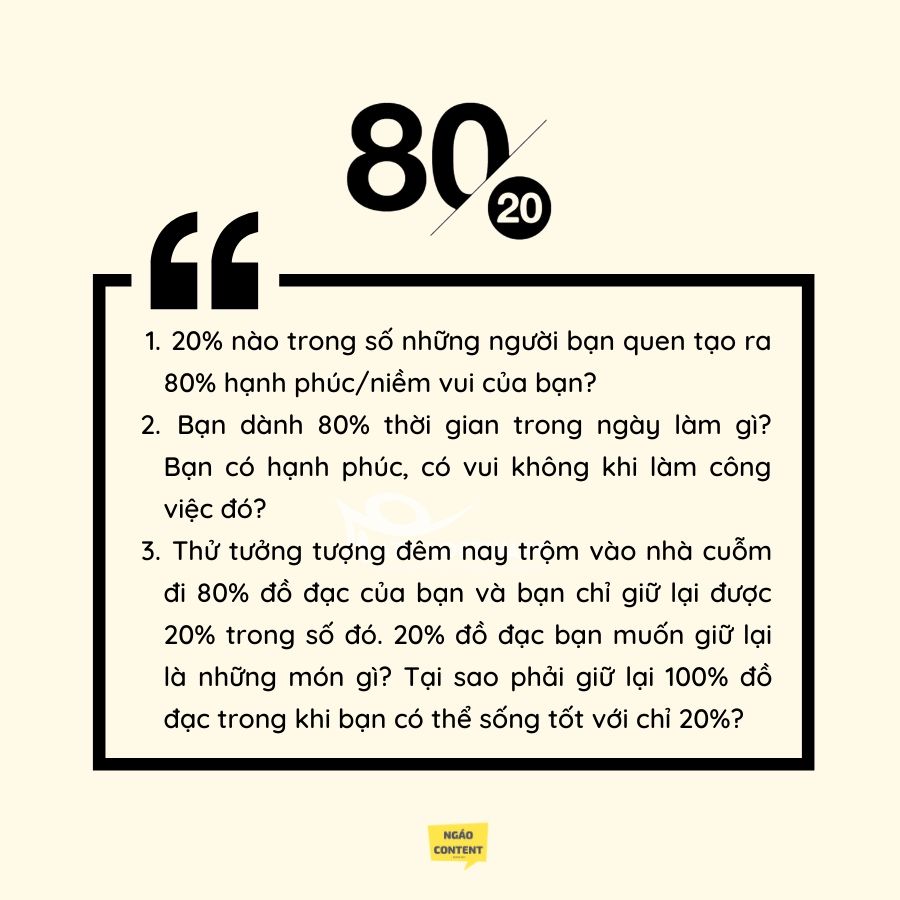 80
20
1. 20% nào trong số những người bạn quen tạo ra
80% hạnh phúc/niềm vui của bạn?
2. Bạn dành 80% thời gian trong ngày làm gì?
Bạn có hạnh phúc, có vui không khi làm công
việc đó?
3. Thử tưởng tượng đêm nay trộm vào nhà cuỗm
đi 80% đồ đạc của bạn và bạn chỉ giữ lại được
20% trong số đó. 20% đồ đạc bạn muốn giữ lại
là những món gì? Tại sao phải giữ lại 100% đồ
đạc trong khi bạn có thể sống tốt với chỉ 20%?
NGÁO
CONTENT